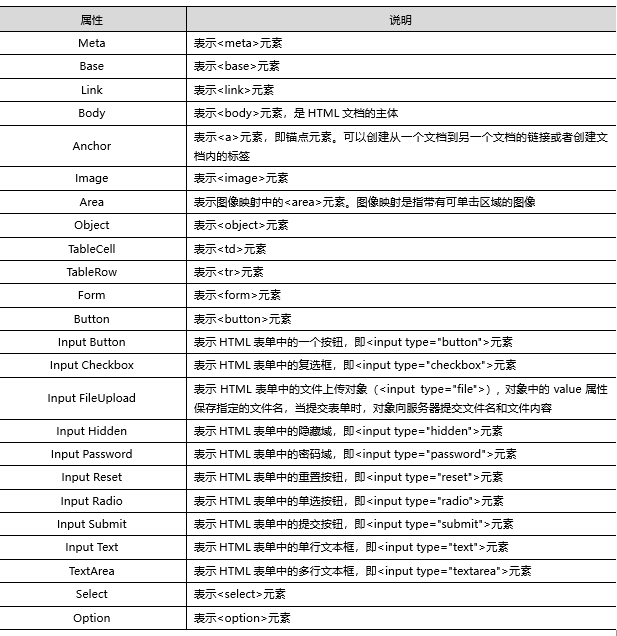 属性 说明
Meta 表示<meta>元素
Base 表示<base>元素
Link 表示<link>元素
Body 表示<body>元素，是 HTML 文档的主体
Anchor 表示<a>元素，即锚点元素。可以创建从一个文档到另一个文档的链接或者创建文
档内的标签
Image 表示<image>元素
Area 表示图像映射中的<area>元素。图像映射是指带有可单击区域的图像
Object 表示<object>元素
TableCell 表示<td>元素
TableRow 表示<tr>元素
Form 表示<form>元素
Button 表示<button>元素
Input Button 表示 HTML 表单中的一个按钮，即<input type="button">元素
Input Checkbox 表示 HTML 表单中的复选框，即<input type="checkbox">元素
Input FileUpload 表示 HTML 表单中的文件上传对象（<input type="file">），对象中的 value 属性
保存指定的文件名，当提交表单时，对象向服务器提交文件名和文件内容
Input Hidden 表示 HTML 表单中的隐藏域，即<input type="hidden">元素
Input Password 表示 HTML 表单中的密码域，即<input type="password">元素
Input Reset 表示 HTML 表单中的重置按钮，即<input type="reset">元素
Input Radio 表示 HTML 表单中的单选按钮，即<input type="radio">元素
Input Submit 表示 HTML 表单中的提交按钮，即<input type="submit">元素
Input Text 表示 HTML 表单中的单行文本框，即<input type="text">元素
TextArea 表示 HTML 表单中的多行文本框，即<input type="textarea">元素
Select 表示<select>元素
Option 表示<option>元素